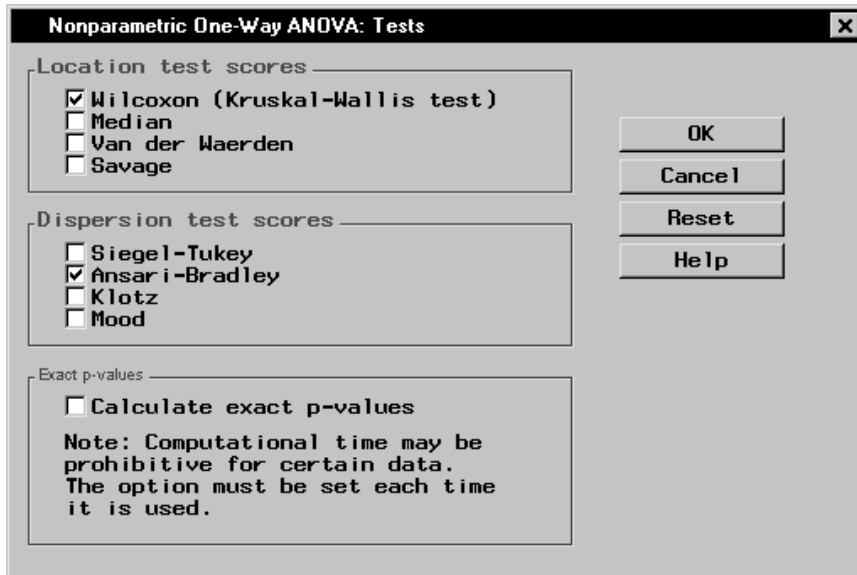 Nonparametric One-Way ANOVA: Tests
Location test scores
Wilcoxon (Kruskal-Wallis test)
Median
Van der Waerden
Savage
Dispersion test scores
Siegel-Tukey
Ansari-Bradley
Klotz
Mood
Exact p-values
Calculate exact p-values
Note: Computational time may be
prohibitive for certain data.
The option must be set each time
it is used.
OK
Cancel
Reset
Help